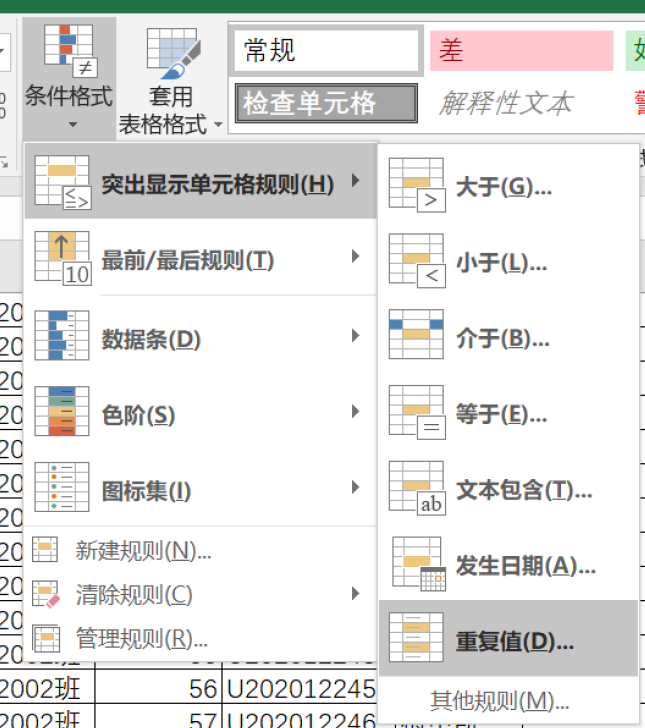 常规
差
检查单元格
解释性文本
条件格式
套用
表格格式
突出显示单元格规则(H)
最前/最后规则(T)
10
数据条(D)
色阶(S)
图标集(I)
新建规则(N)...
清除规则(C)
管理规则(R)...
大于(G)...
小于(L)...
介于(B)...
等于(E)...
文本包含(T)...
ab
发生日期(A)...
重复值(D)...
其他规则(M)...
2002班 56 U202012245
2002班 57 U202012246